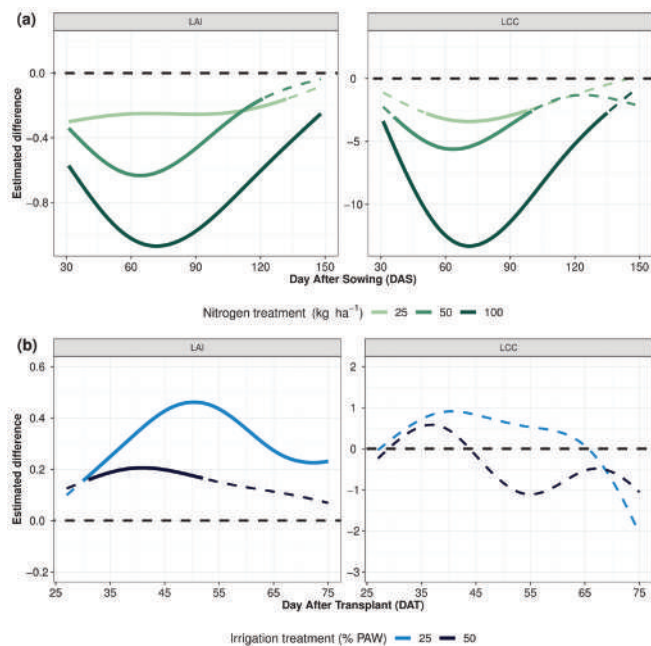 (a)
LAI LCC
0.0
−0.4
−0.8
0
−5
−10
Estimated difference
30 60 90 120 150 30 60 90 120 150
Day After Sowing (DAS)
Nitrogen treatment (kg ha⁻¹) 25 50 100
(b)
LAI LCC
0.6
0.4
0.2
0.0
−0.2
2
1
0
−1
−2
−3
Estimated difference
25 35 45 55 65 75 25 35 45 55 65 75
Day After Transplant (DAT)
Irrigation treatment (% PAW) 25 50